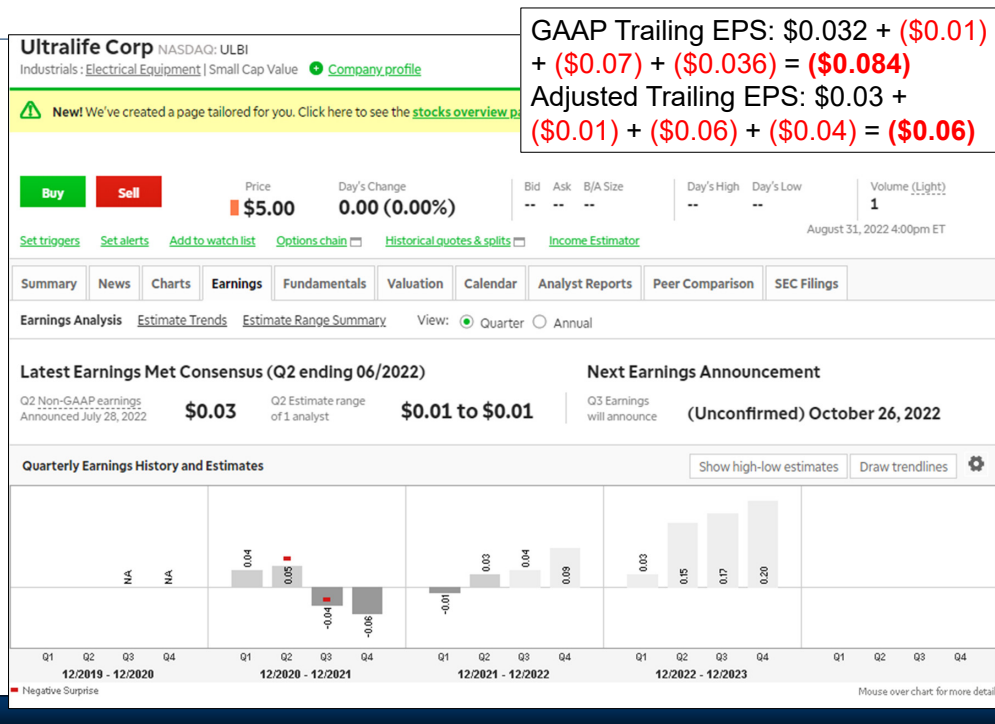 GAAP Trailing EPS: $0.032 + ($0.01)
+ ($0.07) + ($0.036) = ($0.084)
Adjusted Trailing EPS: $0.03 +
($0.01) + ($0.06) + ($0.04) = ($0.06)
Ultralife Corp NASDAQ: ULBI
Industrials : Electrical Equipment | Small Cap Value Company profile
New! We've created a page tailored for you. Click here to see the stocks overview
Buy Sell Price $5.00 Day's Change 0.00 (0.00%) Bid -- Ask -- B/A Size -- Day's High -- Day's Low -- Volume (Light) 1
August 31, 2022 4:00pm ET
Set triggers Set alerts Add to watch list Options chain Historical quotes & splits Income Estimator
Summary News Charts Earnings Fundamentals Valuation Calendar Analyst Reports Peer Comparison SEC Filings
Earnings Analysis Estimate Trends Estimate Range Summary View: Quarter Annual
Latest Earnings Met Consensus (Q2 ending 06/2022)
Q2 Non-GAAP earnings
Announced July 28, 2022
$0.03
Q2 Estimate range
of 1 analyst
$0.01 to $0.01
Next Earnings Announcement
Q3 Earnings
will announce
(Unconfirmed) October 26, 2022
Quarterly Earnings History and Estimates Show high-low estimates Draw trendlines
NA NA 0.04 0.05 -0.04 -0.06 -0.01 0.03 0.04 0.09 0.03 0.15 0.17 0.20
Q1 Q2 Q3 Q4 Q1 Q2 Q3 Q4 Q1 Q2 Q3 Q4 Q1 Q2 Q3 Q4 Q1 Q2 Q3 Q4
12/2019 - 12/2020 12/2020 - 12/2021 12/2021 - 12/2022 12/2022 - 12/2023
Negative Surprise Mouse over chart for more detail